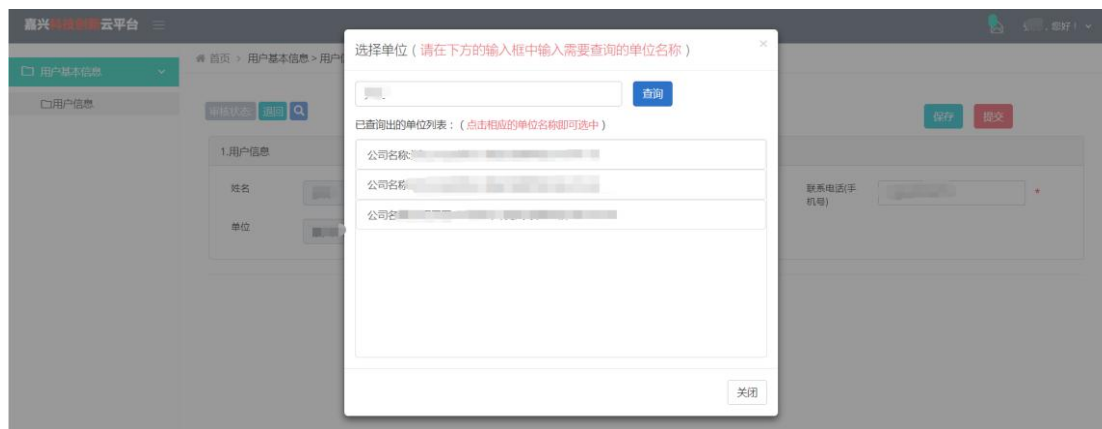 嘉兴科技创新云平台
，您好！
用户基本信息
用户信息
首页 > 用户基本信息 > 用户
审核状态: 退回
保存
提交
1.用户信息
姓名
联系电话(手
机号)
*
单位
选择单位（请在下方的输入框中输入需要查询的单位名称）
×
查询
已查询出的单位列表：（点击相应的单位名称即可选中）
公司名称:
公司名称
公司名
关闭